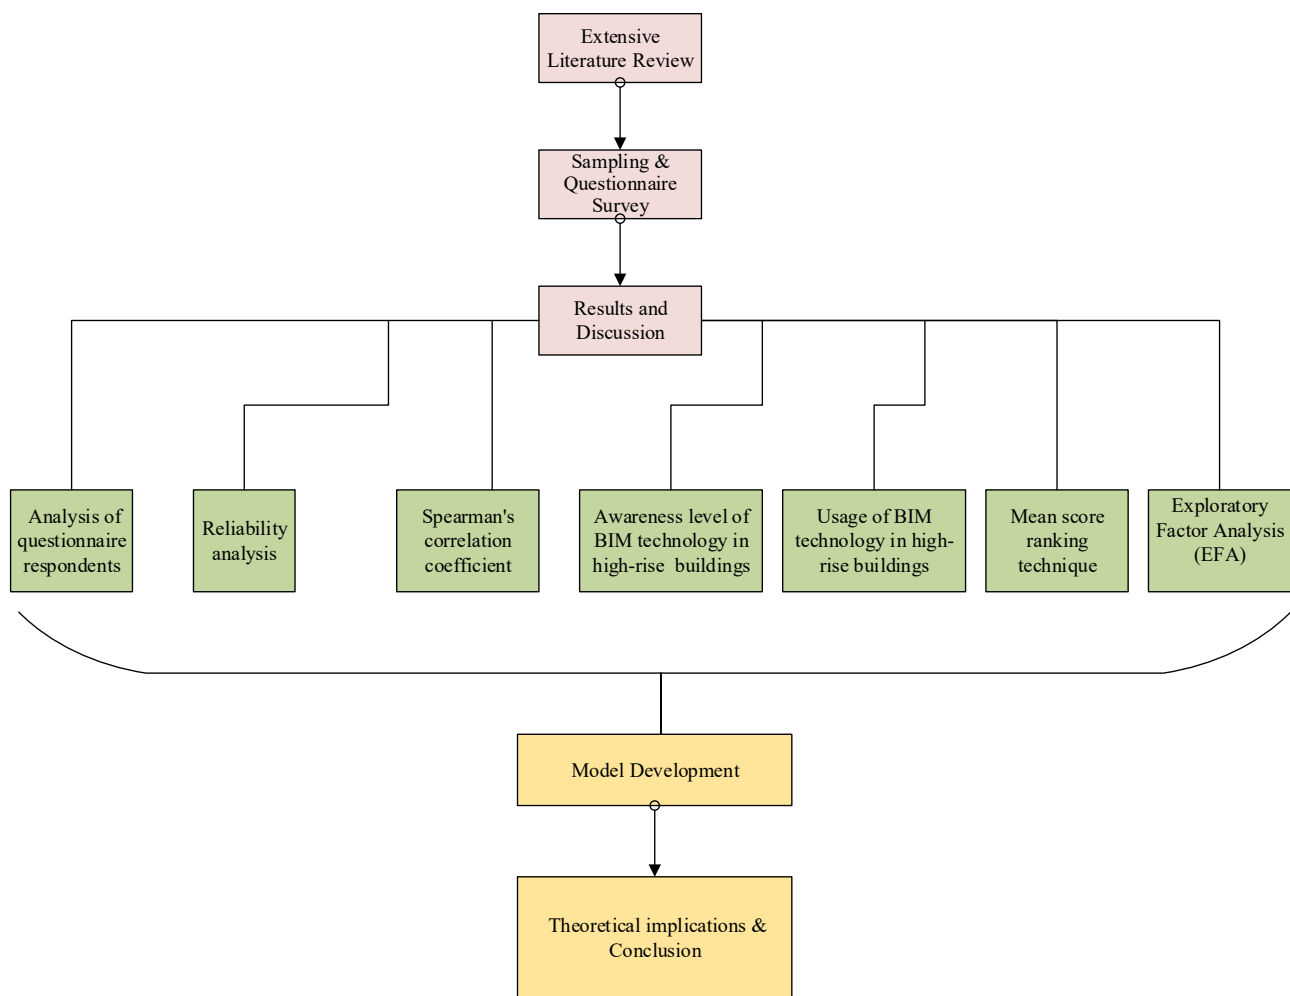 Extensive
Literature Review
Sampling &
Questionnaire
Survey
Results and
Discussion
Analysis of
questionnaire
respondents
Reliability
analysis
Spearman's
correlation
coefficient
Awareness level of
BIM technology in
high-rise buildings
Usage of BIM
technology in high-
rise buildings
Mean score
ranking
technique
Exploratory
Factor Analysis
(EFA)
Model Development
Theoretical implications &
Conclusion